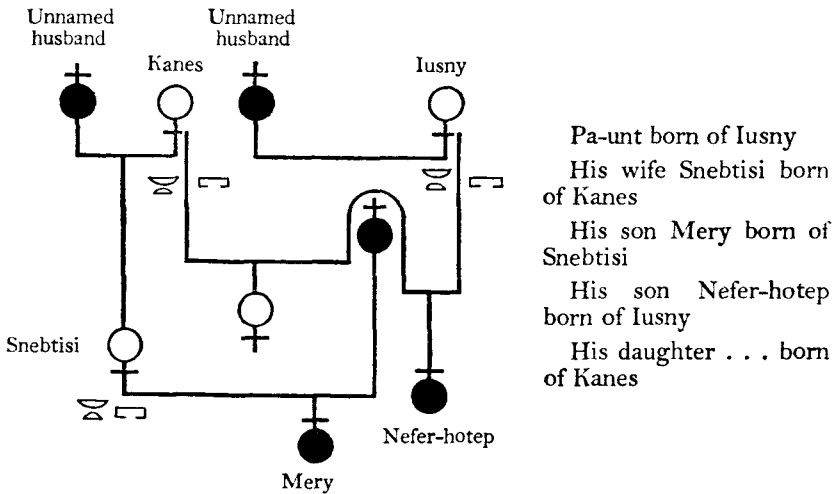 Unnamed
husband
Unnamed
husband
Kanes
Iusny
Snebtisi
Mery
Nefer-hotep
Pa-unt born of Iusny
His wife Snebtisi born
of Kanes
His son Mery born of
Snebtisi
His son Nefer-hotep
born of Iusny
His daughter . . . born
of Kanes